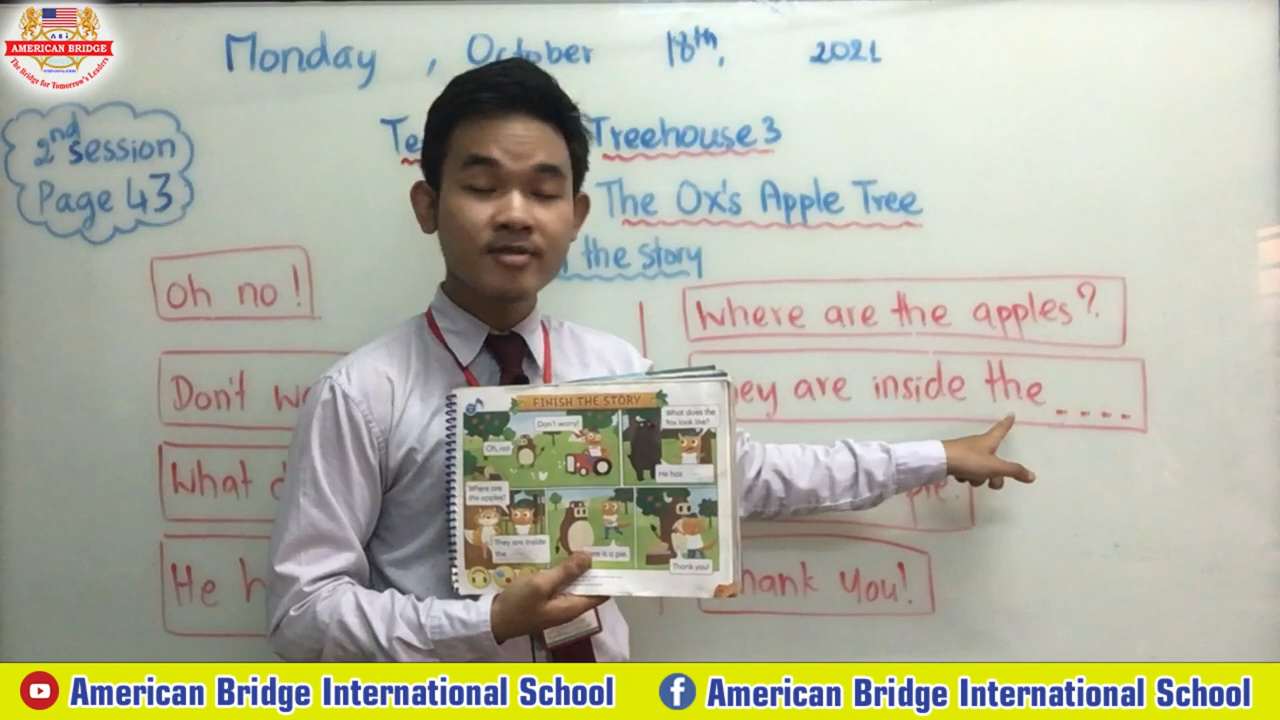 ABi
AMERICAN BRIDGE
INTERNATIONAL SCHOOL
The Bridge for Tomorrow's Leaders
Monday, October 18th, 2021
2nd Session
Page 43
Treehouse 3
The Ox's Apple Tree
the story
Oh no!
Don't
What
He
Where are the apples?
are inside the ....
Thank you!
FINISH THE STORY
Oh, no!
Don't worry!
What does the
fox look like?
He has
Where are
the apples?
They are inside
the
There is a pie.
Thank you!
American Bridge International School
American Bridge International School